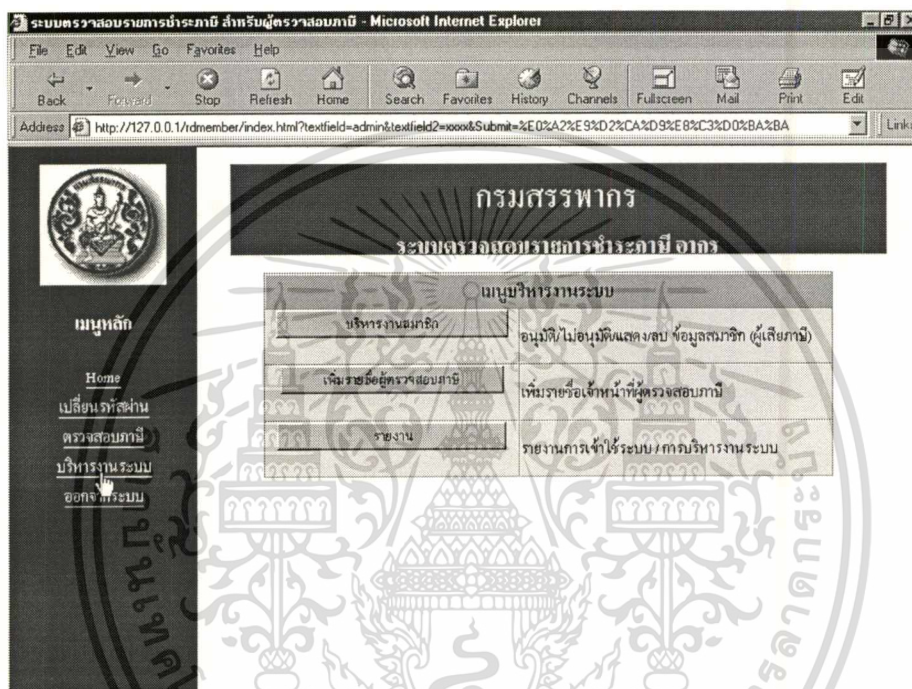 ระบบตรวจสอบรายการชำระภาษี สำหรับผู้ตรวจสอบภาษี - Microsoft Internet Explorer
File Edit View Go Favorites Help
Back Forward Stop Refresh Home Search Favorites History Channels Fullscreen Mail Print Edit
Address http://127.0.0.1/rdmember/index.html?textfield=admin&textfield2=xxxx&Submit=%E0%A2%E9%D2%CA%D9%E8%C3%D0%BA%BA Links
กรมสรรพากร
ระบบตรวจสอบรายการชำระภาษี อากร
เมนูหลัก
Home
เปลี่ยนรหัสผ่าน
ตรวจสอบภาษี
บริหารงานระบบ
ออกจากระบบ
เมนูบริหารงานระบบ
บริหารงานสมาชิก อนุมัติ/ไม่อนุมัติ/แสดง/ลบ ข้อมูลสมาชิก (ผู้เสียภาษี)
เพิ่มรายชื่อผู้ตรวจสอบภาษี เพิ่มรายชื่อเจ้าหน้าที่ผู้ตรวจสอบภาษี
รายงาน รายงานการเข้าใช้ระบบ / การบริหารงานระบบ